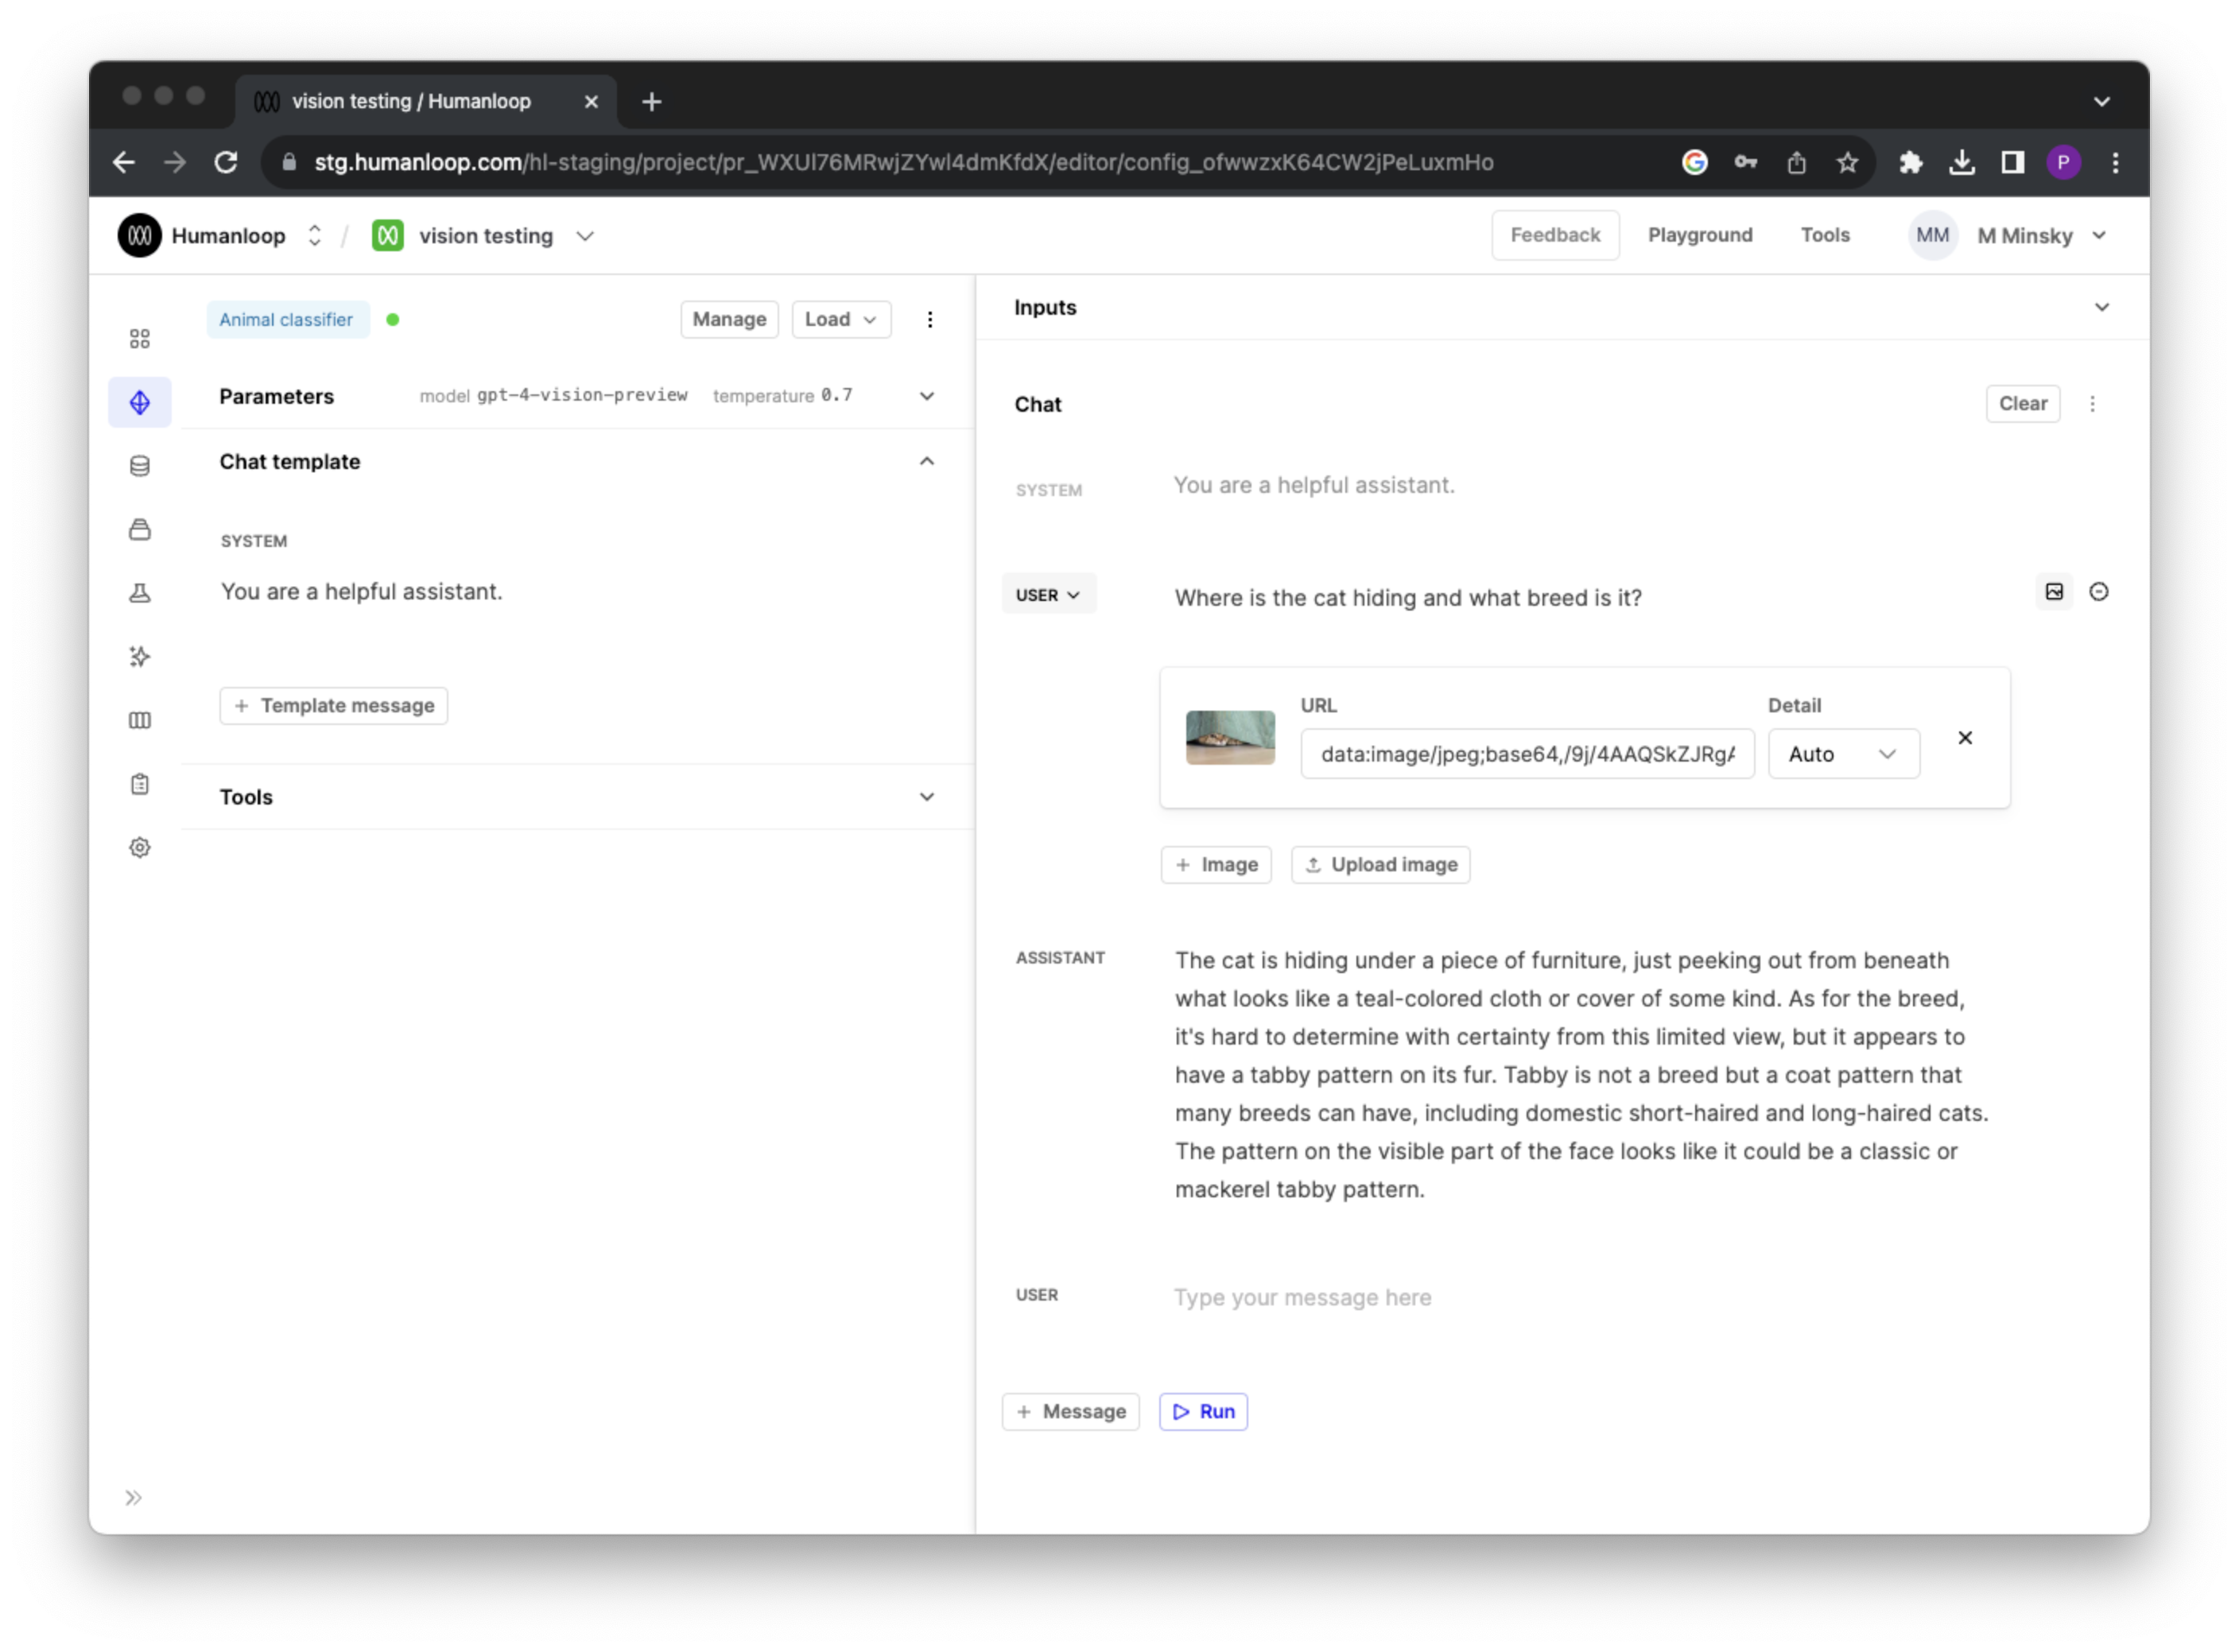 vision testing / Humanloop
stg.humanloop.com/hl-staging/project/pr_WXUl76MRwjZYwl4dmKfdX/editor/config_ofwwzxK64CW2jPeLuxmHo
P
Humanloop / vision testing
Feedback Playground Tools MM M Minsky
Animal classifier Manage Load
Parameters model gpt-4-vision-preview temperature 0.7
Chat template
SYSTEM
You are a helpful assistant.
+ Template message
Tools
Inputs
Chat Clear
SYSTEM You are a helpful assistant.
USER Where is the cat hiding and what breed is it?
URL Detail
data:image/jpeg;base64,/9j/4AAQSkZJRgA Auto
+ Image Upload image
ASSISTANT The cat is hiding under a piece of furniture, just peeking out from beneath
what looks like a teal-colored cloth or cover of some kind. As for the breed,
it's hard to determine with certainty from this limited view, but it appears to
have a tabby pattern on its fur. Tabby is not a breed but a coat pattern that
many breeds can have, including domestic short-haired and long-haired cats.
The pattern on the visible part of the face looks like it could be a classic or
mackerel tabby pattern.
USER Type your message here
+ Message Run